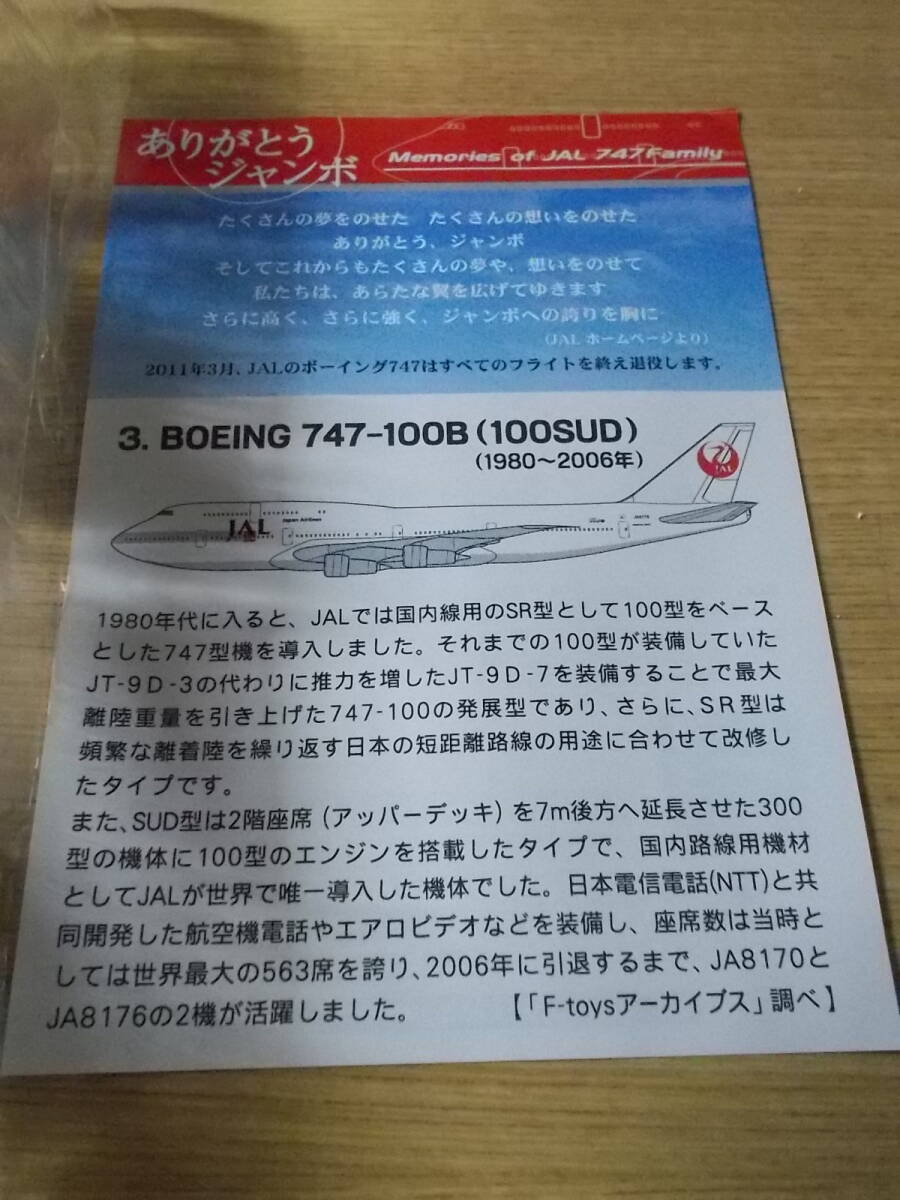 ありがとう
ジャンボ
Memories of JAL 747 Family
たくさんの夢をのせた たくさんの想いをのせた
ありがとう、ジャンボ
そしてこれからもたくさんの夢や、想いをのせて
私たちは、あらたな翼を広げてゆきます
さらに高く、さらに強く、ジャンボへの誇りを胸に
(JAL ホームページより)
2011年3月、JALのボーイング747はすべてのフライトを終え退役します。
3. BOEING 747-100B (100SUD)
(1980〜2006年)
JAL
JAL
Japan Airlines
1980年代に入ると、JALでは国内線用のSR型として100型をベース
とした747型機を導入しました。それまでの100型が装備していた
JT-9D-3の代わりに推力を増したJT-9D-7を装備することで最大
離陸重量を引き上げた747-100の発展型であり、さらに、SR型は
頻繁な離着陸を繰り返す日本の短距離路線の用途に合わせて改修し
たタイプです。
また、SUD型は2階座席（アッパーデッキ）を7m後方へ延長させた300
型の機体に100型のエンジンを搭載したタイプで、国内路線用機材
としてJALが世界で唯一導入した機体でした。日本電信電話(NTT)と共
同開発した航空機電話やエアロビデオなどを装備し、座席数は当時と
しては世界最大の563席を誇り、2006年に引退するまで、JA8170と
JA8176の2機が活躍しました。 【「F-toysアーカイブス」調べ】